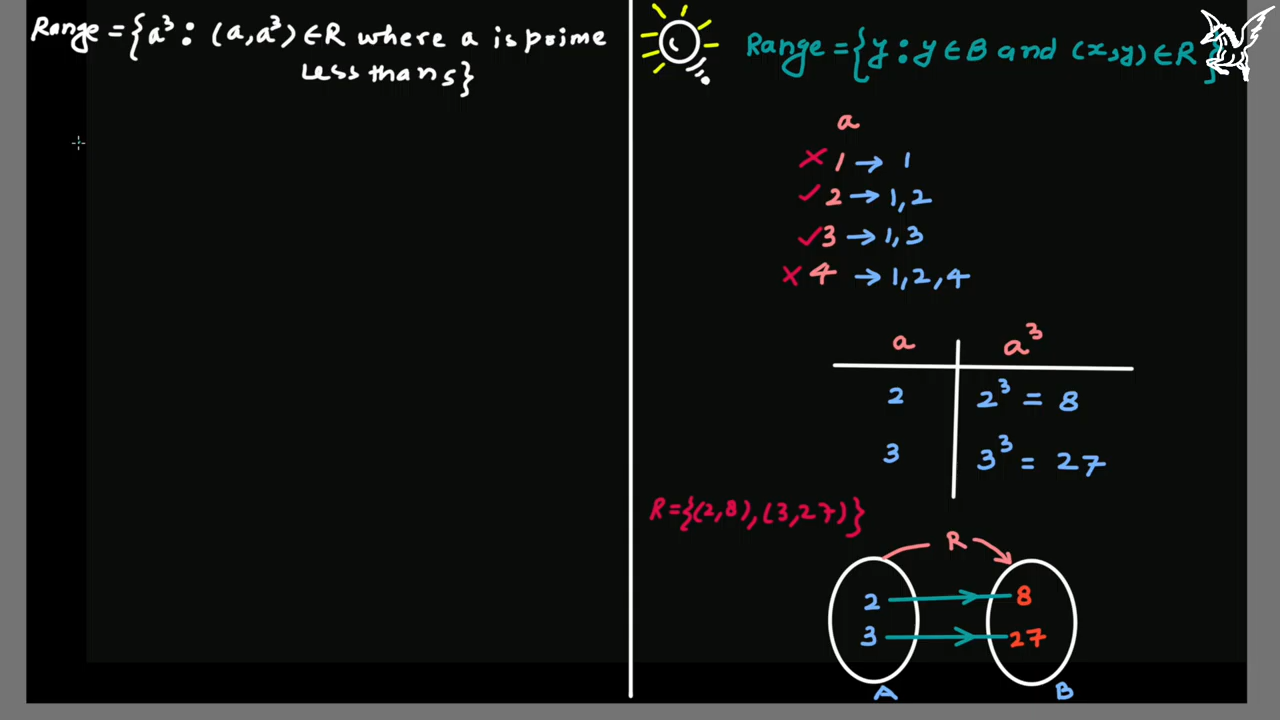 Range = {a³ : (a,a³) ∈ R where a is prime
less than 5}
Range = {y : y ∈ B and (x,y) ∈ R}
a
× 1 → 1
✓ 2 → 1,2
✓ 3 → 1,3
× 4 → 1,2,4
a a³
2 2³ = 8
3 3³ = 27
R = {(2,8),(3,27)}
R
2 8
3 27
A B